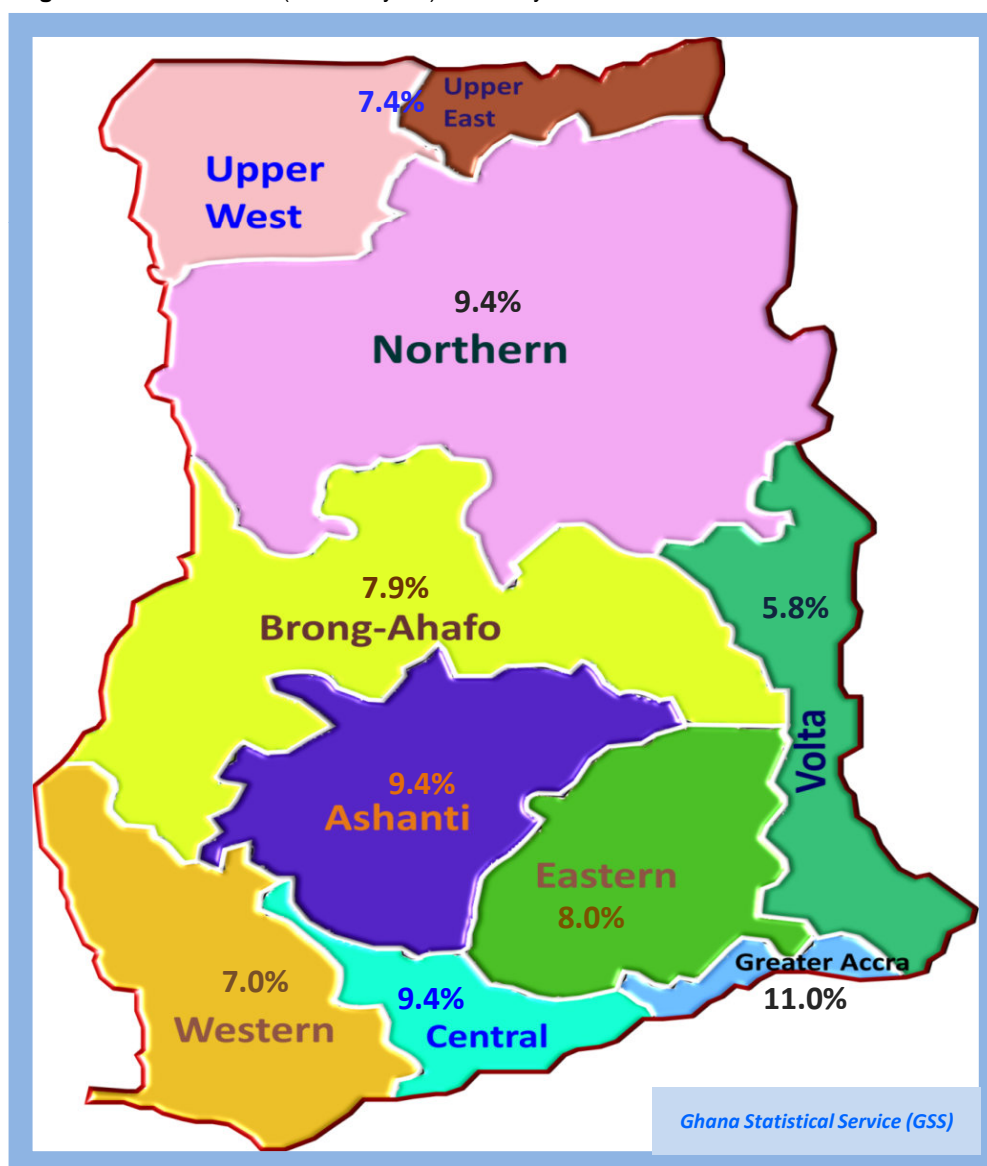 7.4%
Upper
East
Upper
West
9.4%
Northern
7.9%
Brong-Ahafo
5.8%
Volta
9.4%
Ashanti
Eastern
8.0%
Greater Accra
11.0%
7.0%
Western
9.4%
Central
Ghana Statistical Service (GSS)